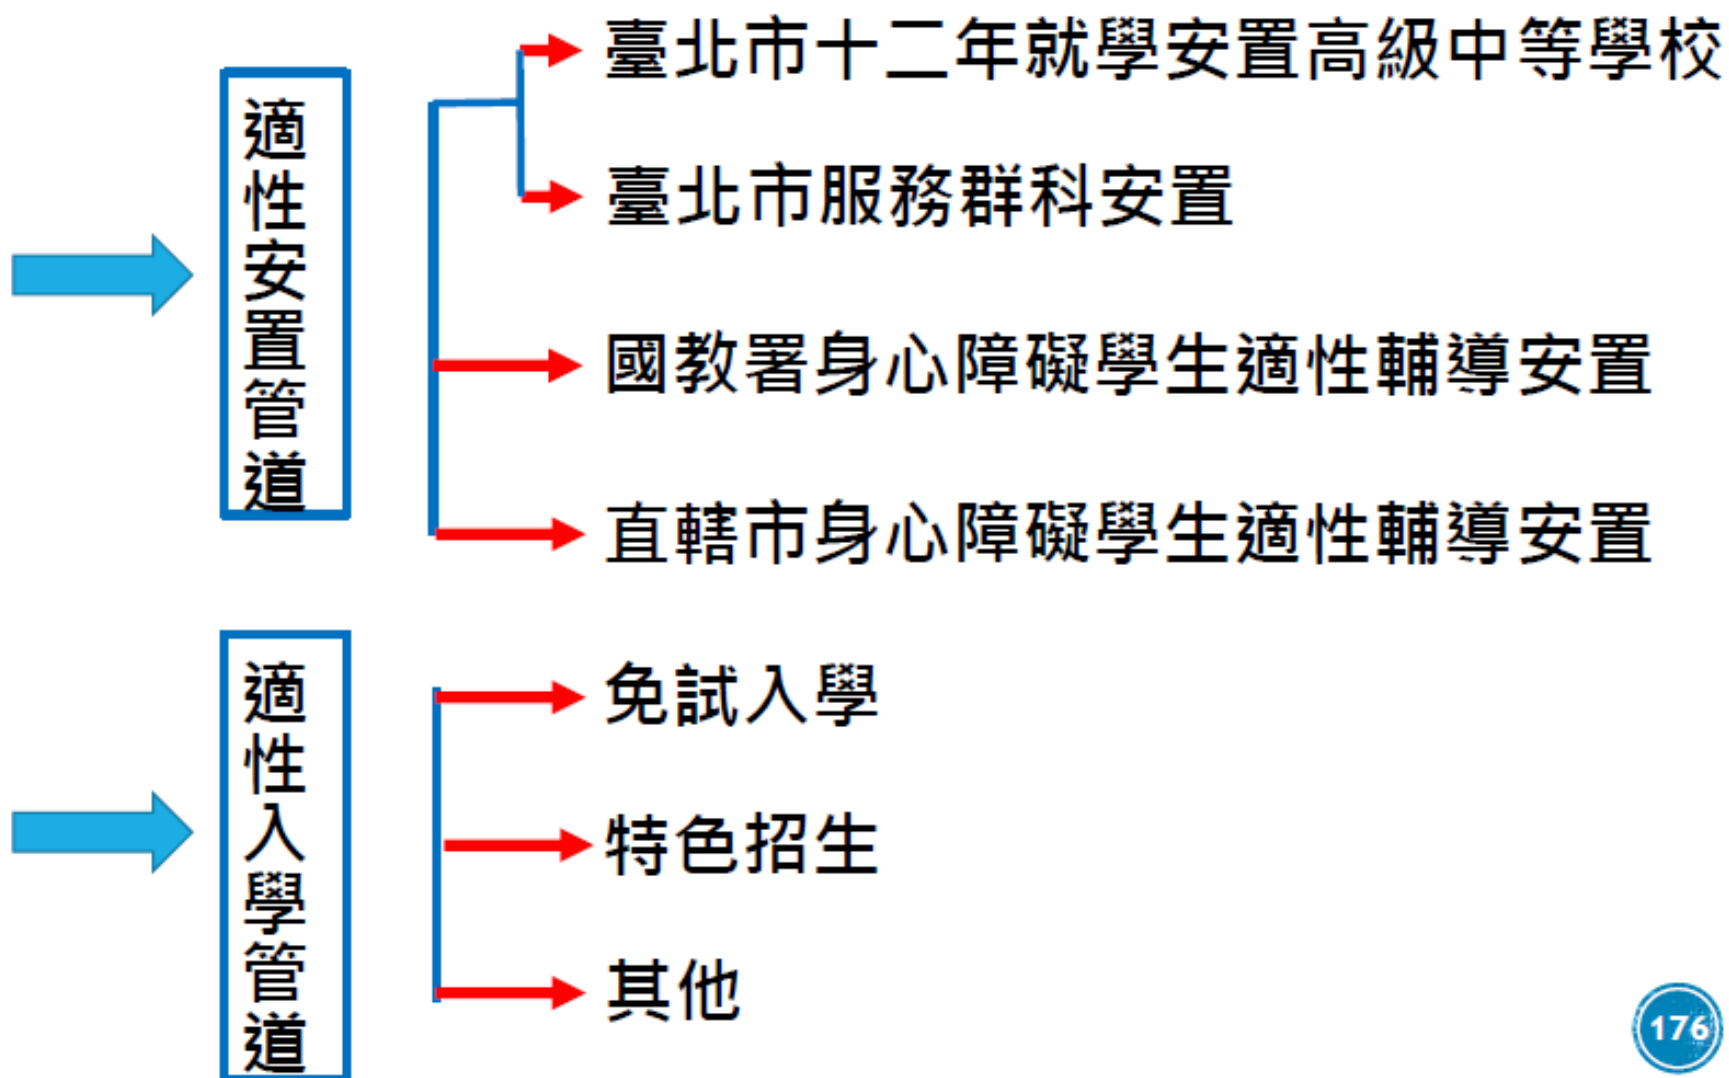 適性安置管道
臺北市十二年就學安置高級中等學校
臺北市服務群科安置
國教署身心障礙學生適性輔導安置
直轄市身心障礙學生適性輔導安置
適性入學管道
免試入學
特色招生
其他
176